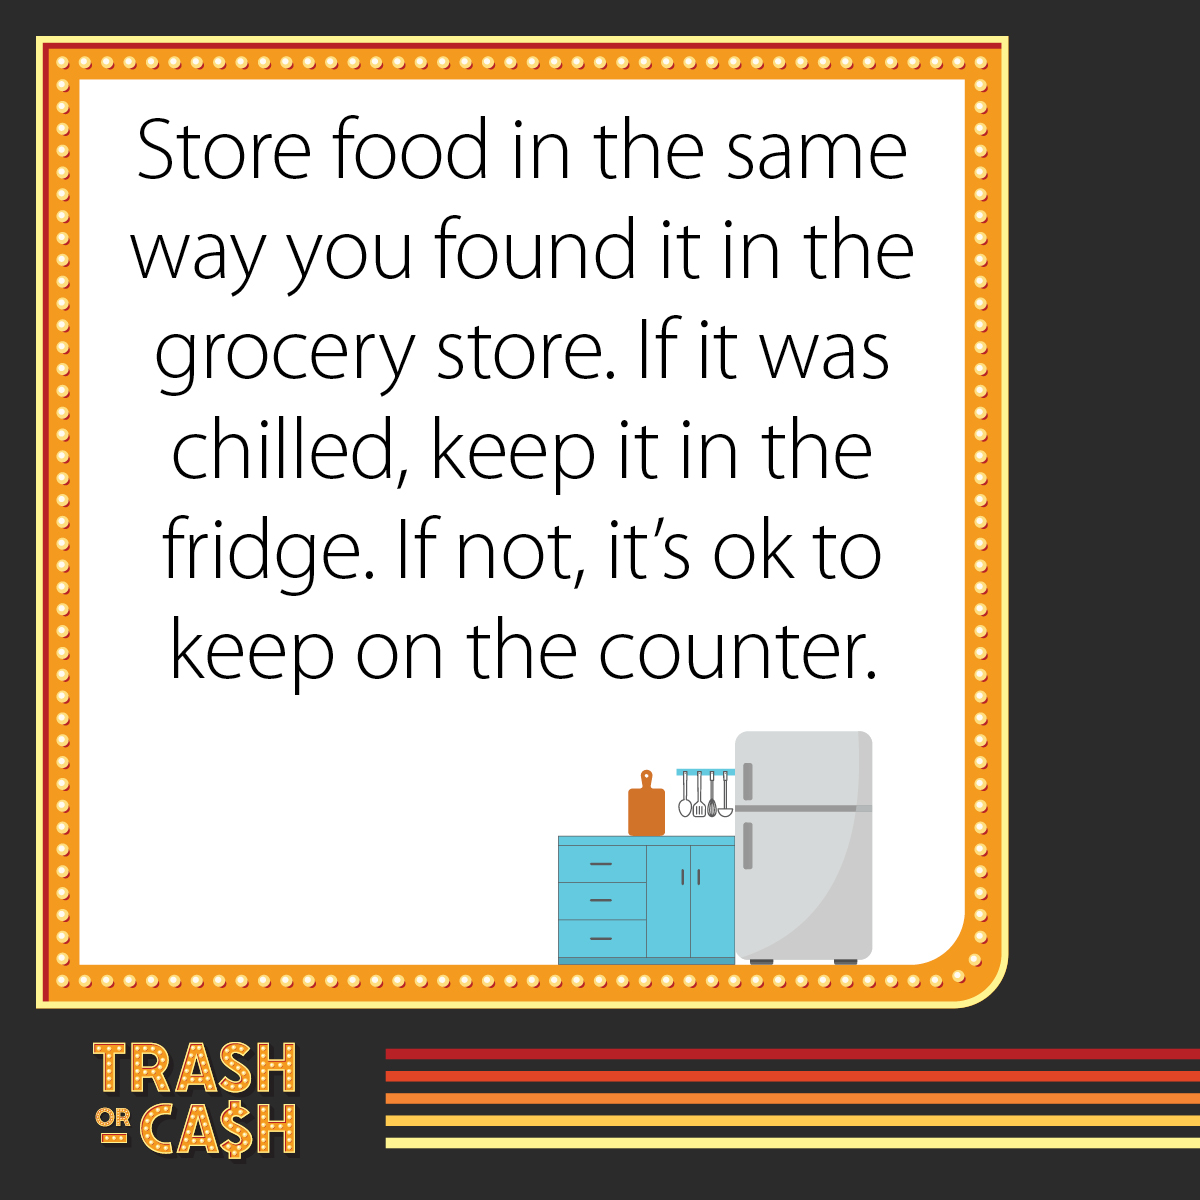 Store food in the same
way you found it in the
grocery store. If it was
chilled, keep it in the
fridge. If not, it’s ok to
keep on the counter.
TRASH
OR CA$H